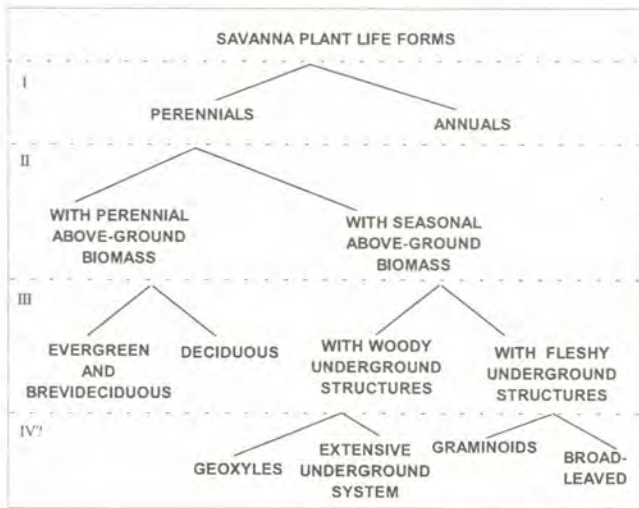 SAVANNA PLANT LIFE FORMS
I
PERENNIALS
ANNUALS
II
WITH PERENNIAL
ABOVE-GROUND
BIOMASS
WITH SEASONAL
ABOVE-GROUND
BIOMASS
III
EVERGREEN
AND
BREVIDECIDUOUS
DECIDUOUS
WITH WOODY
UNDERGROUND
STRUCTURES
WITH FLESHY
UNDERGROUND
STRUCTURES
IV?
GEOXYLES
EXTENSIVE
UNDERGROUND
SYSTEM
GRAMINOIDS
BROAD-
LEAVED